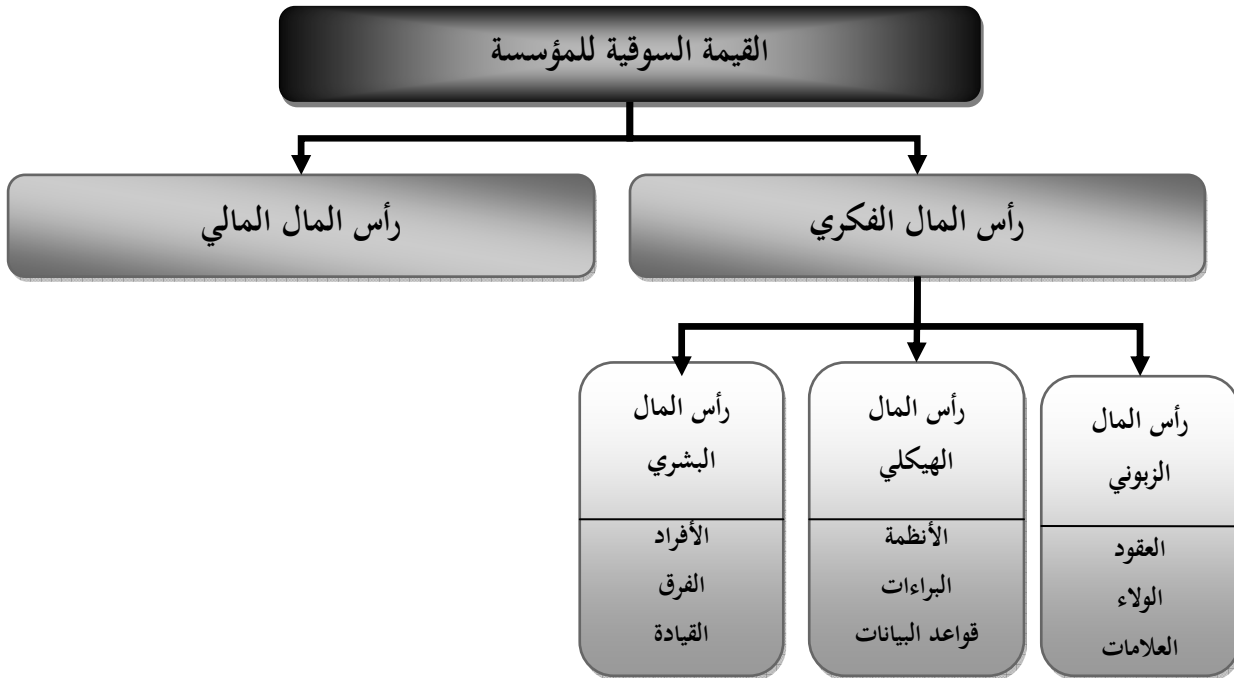 القيمة السوقية للمؤسسة
رأس المال الفكري
رأس المال المالي
رأس المال
الزبوني
العقود
الولاء
العلامات
رأس المال
الهيكلي
الأنظمة
البراءات
قواعد البيانات
رأس المال
البشري
الأفراد
الفرق
القيادة